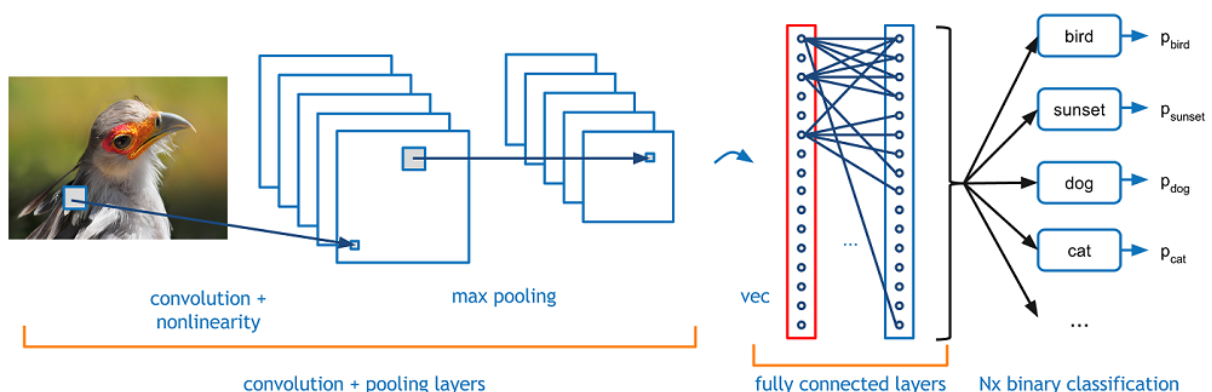 bird
p_bird
sunset
p_sunset
dog
p_dog
cat
p_cat
...
...
convolution +
nonlinearity
max pooling
vec
convolution + pooling layers
fully connected layers
Nx binary classification